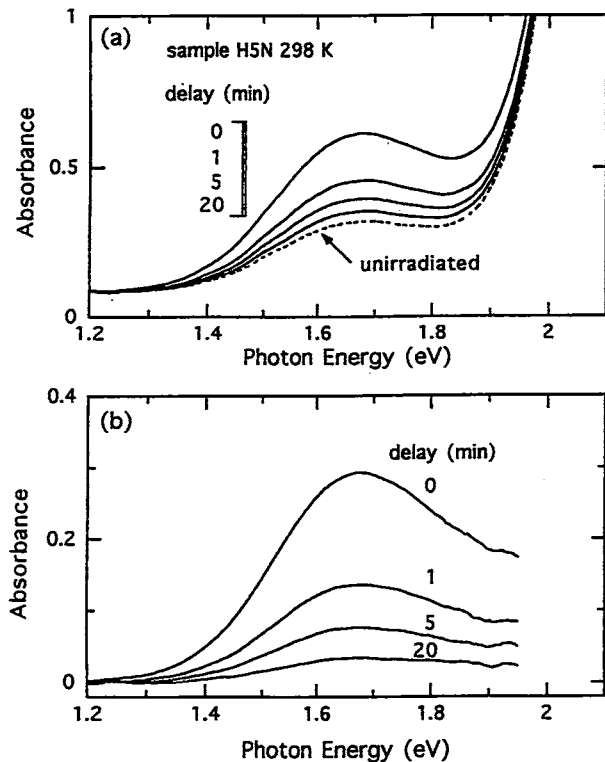 (a)
sample H5N 298 K
delay (min)
0
1
5
20
unirradiated
1
0.5
0
Absorbance
1.2 1.4 1.6 1.8 2
Photon Energy (eV)
(b)
delay (min)
0
1
5
20
0.4
0.2
0
Absorbance
1.2 1.4 1.6 1.8 2
Photon Energy (eV)